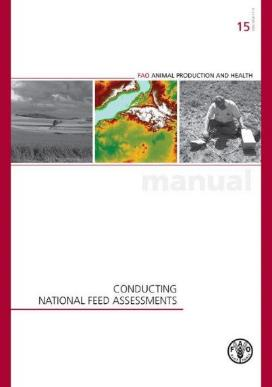 15
FAO ANIMAL PRODUCTION AND HEALTH
manual
CONDUCTING
NATIONAL FEED ASSESSMENTS